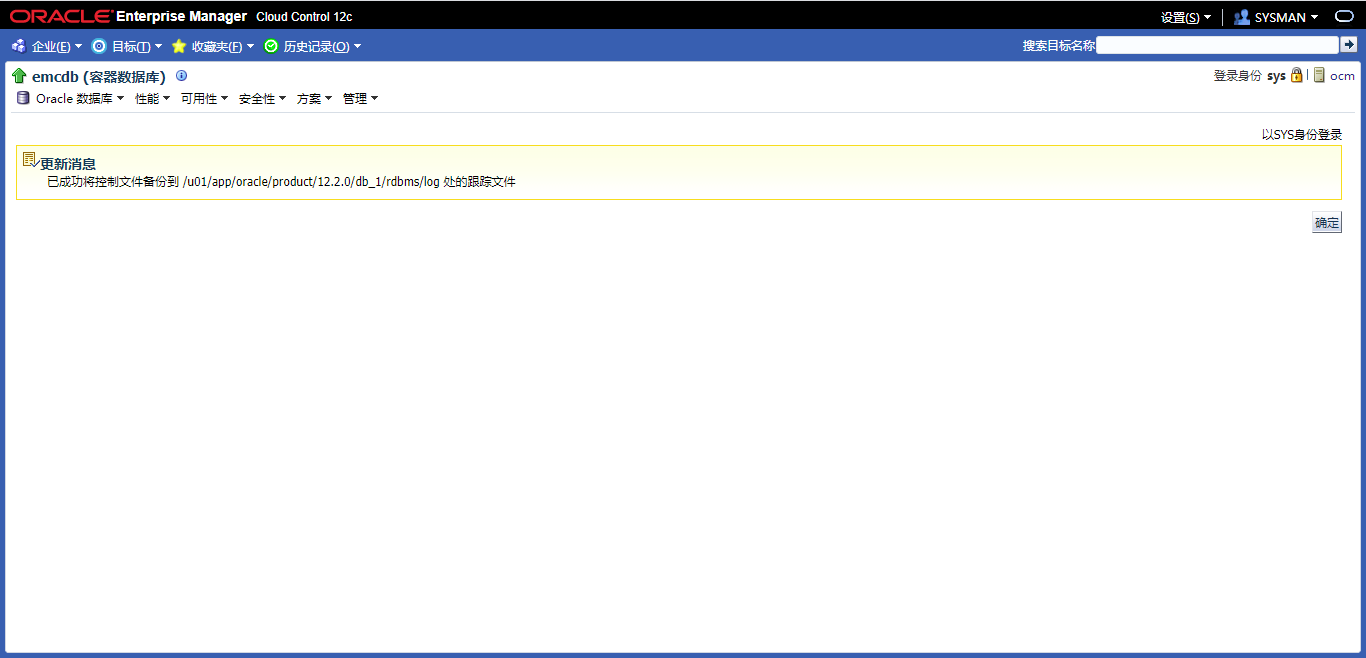 ORACLE Enterprise Manager Cloud Control 12c 设置(S) SYSMAN
企业(E) 目标(T) 收藏夹(F) 历史记录(O) 搜索目标名称
emcdb (容器数据库) 登录身份 sys ocm
Oracle 数据库 性能 可用性 安全性 方案 管理
以SYS身份登录
更新消息
已成功将控制文件备份到 /u01/app/oracle/product/12.2.0/db_1/rdbms/log 处的跟踪文件
确定